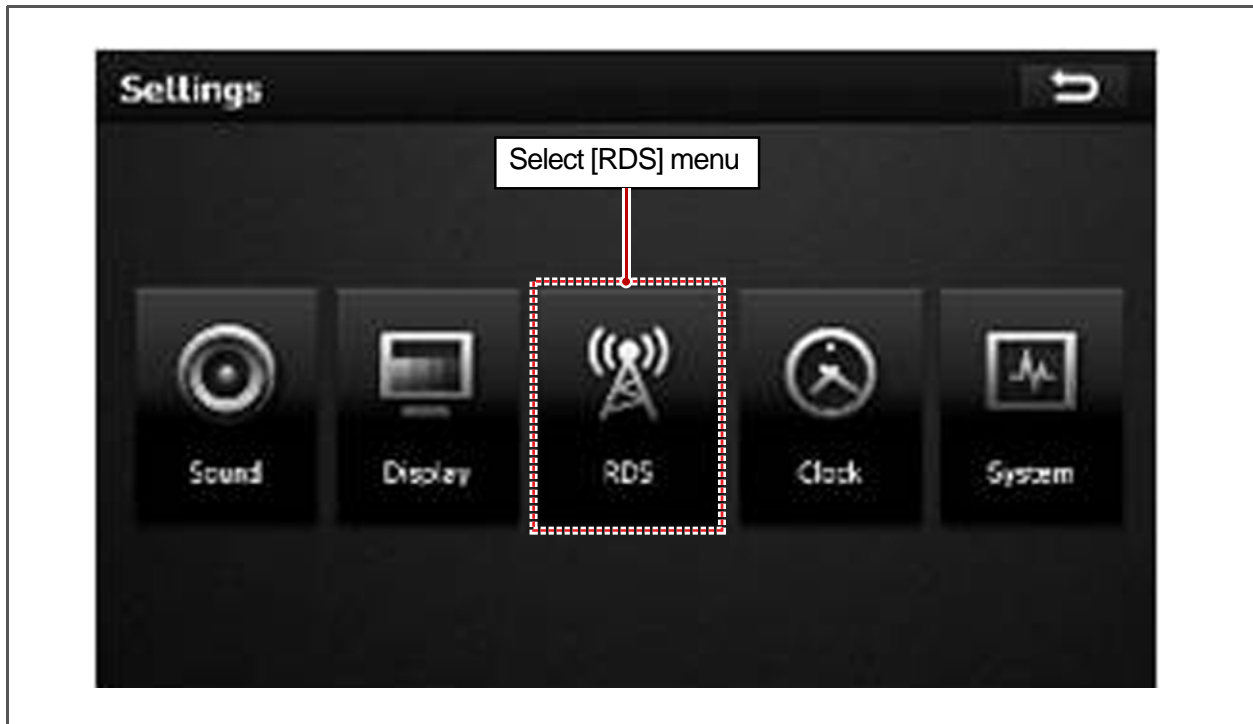 Settings
Select [RDS] menu
Sound
Display
RDS
Clock
System